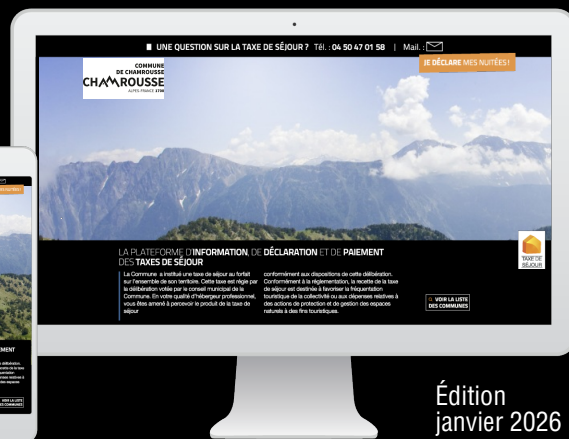 UNE QUESTION SUR LA TAXE DE SÉJOUR ? Tél. : 04 50 47 01 58 | Mail. :
JE DÉCLARE MES NUITÉES !
COMMUNE
DE CHAMROUSSE
CHAMROUSSE
ALPES FRANCE 1700
LA PLATEFORME D'INFORMATION, DE DÉCLARATION ET DE PAIEMENT
DES TAXES DE SÉJOUR
La Commune a institué une taxe de séjour au forfait
sur l'ensemble de son territoire. Cette taxe est régie par
la délibération votée par le conseil municipal de la
Commune. En votre qualité d'hébergeur professionnel,
vous êtes amené à percevoir le produit de la taxe de
séjour
conformément aux dispositions de cette délibération.
Conformément à la réglementation, la recette de la taxe
de séjour est destinée à favoriser la fréquentation
touristique de la collectivité ou aux dépenses relatives à
des actions de protection et de gestion des espaces
naturels à des fins touristiques.
TAXE DE
SÉJOUR
VOIR LA LISTE
DES COMMUNES
Édition
janvier 2026